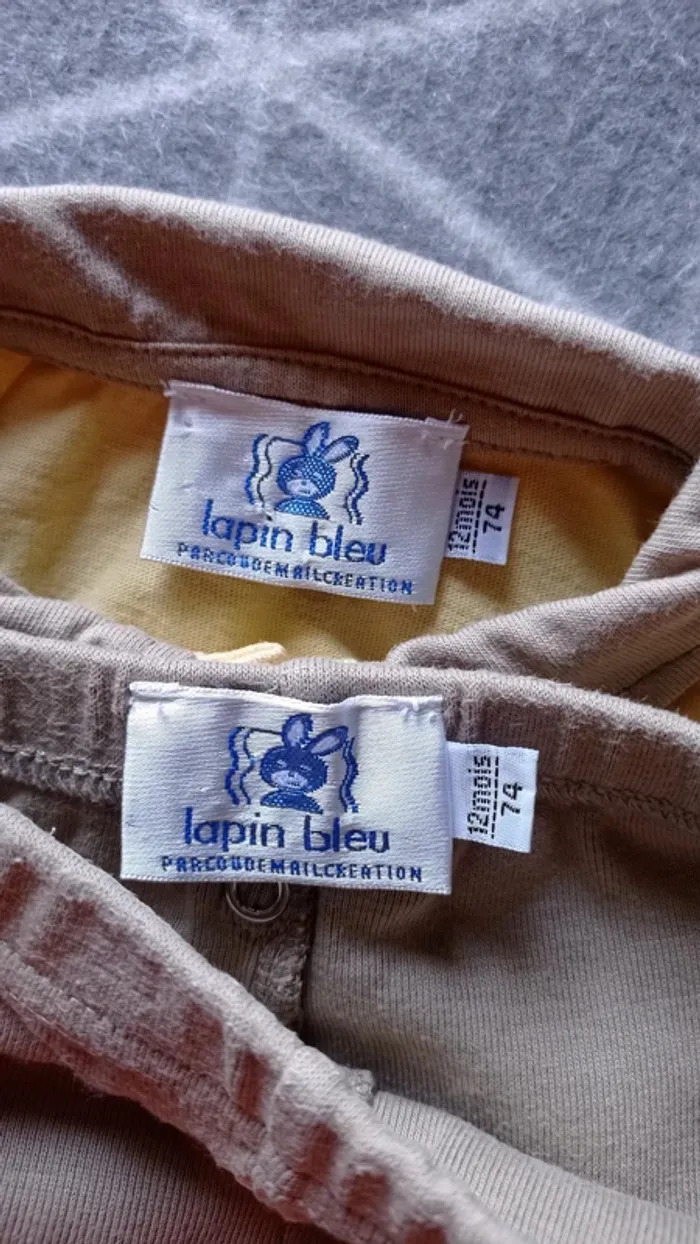 lapin bleu
PARCOUDEMAILCREATION
12mois
74
lapin bleu
PARCOUDEMAILCREATION
12mois
74